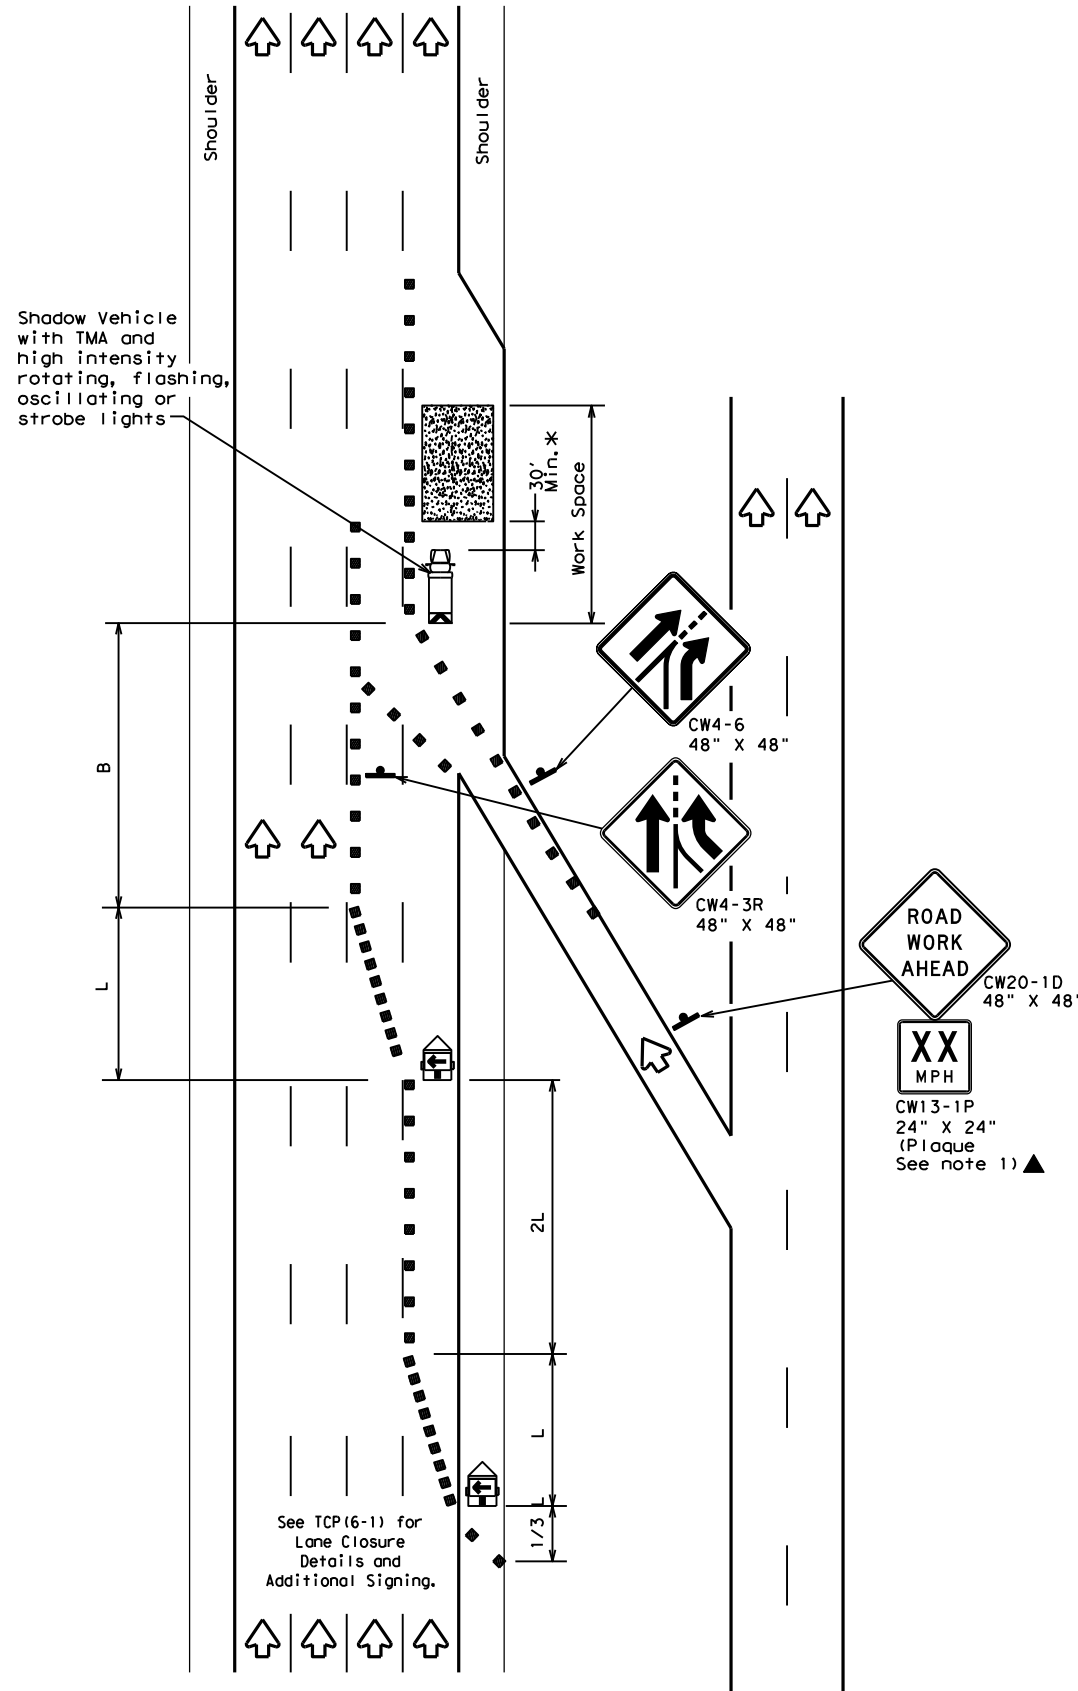 Shoulder
Shoulder
Shadow Vehicle
with TMA and
high intensity
rotating, flashing,
oscillating or
strobe lights
30'
Min.*
Work Space
CW4-6
48" X 48"
B
CW4-3R
48" X 48"
ROAD
WORK
AHEAD
CW20-1D
48" X 48"
L
XX
MPH
CW13-1P
24" X 24"
(Plaque
See note 1)▲
2L
L
1/3 L
See TCP(6-1) for
Lane Closure
Details and
Additional Signing.